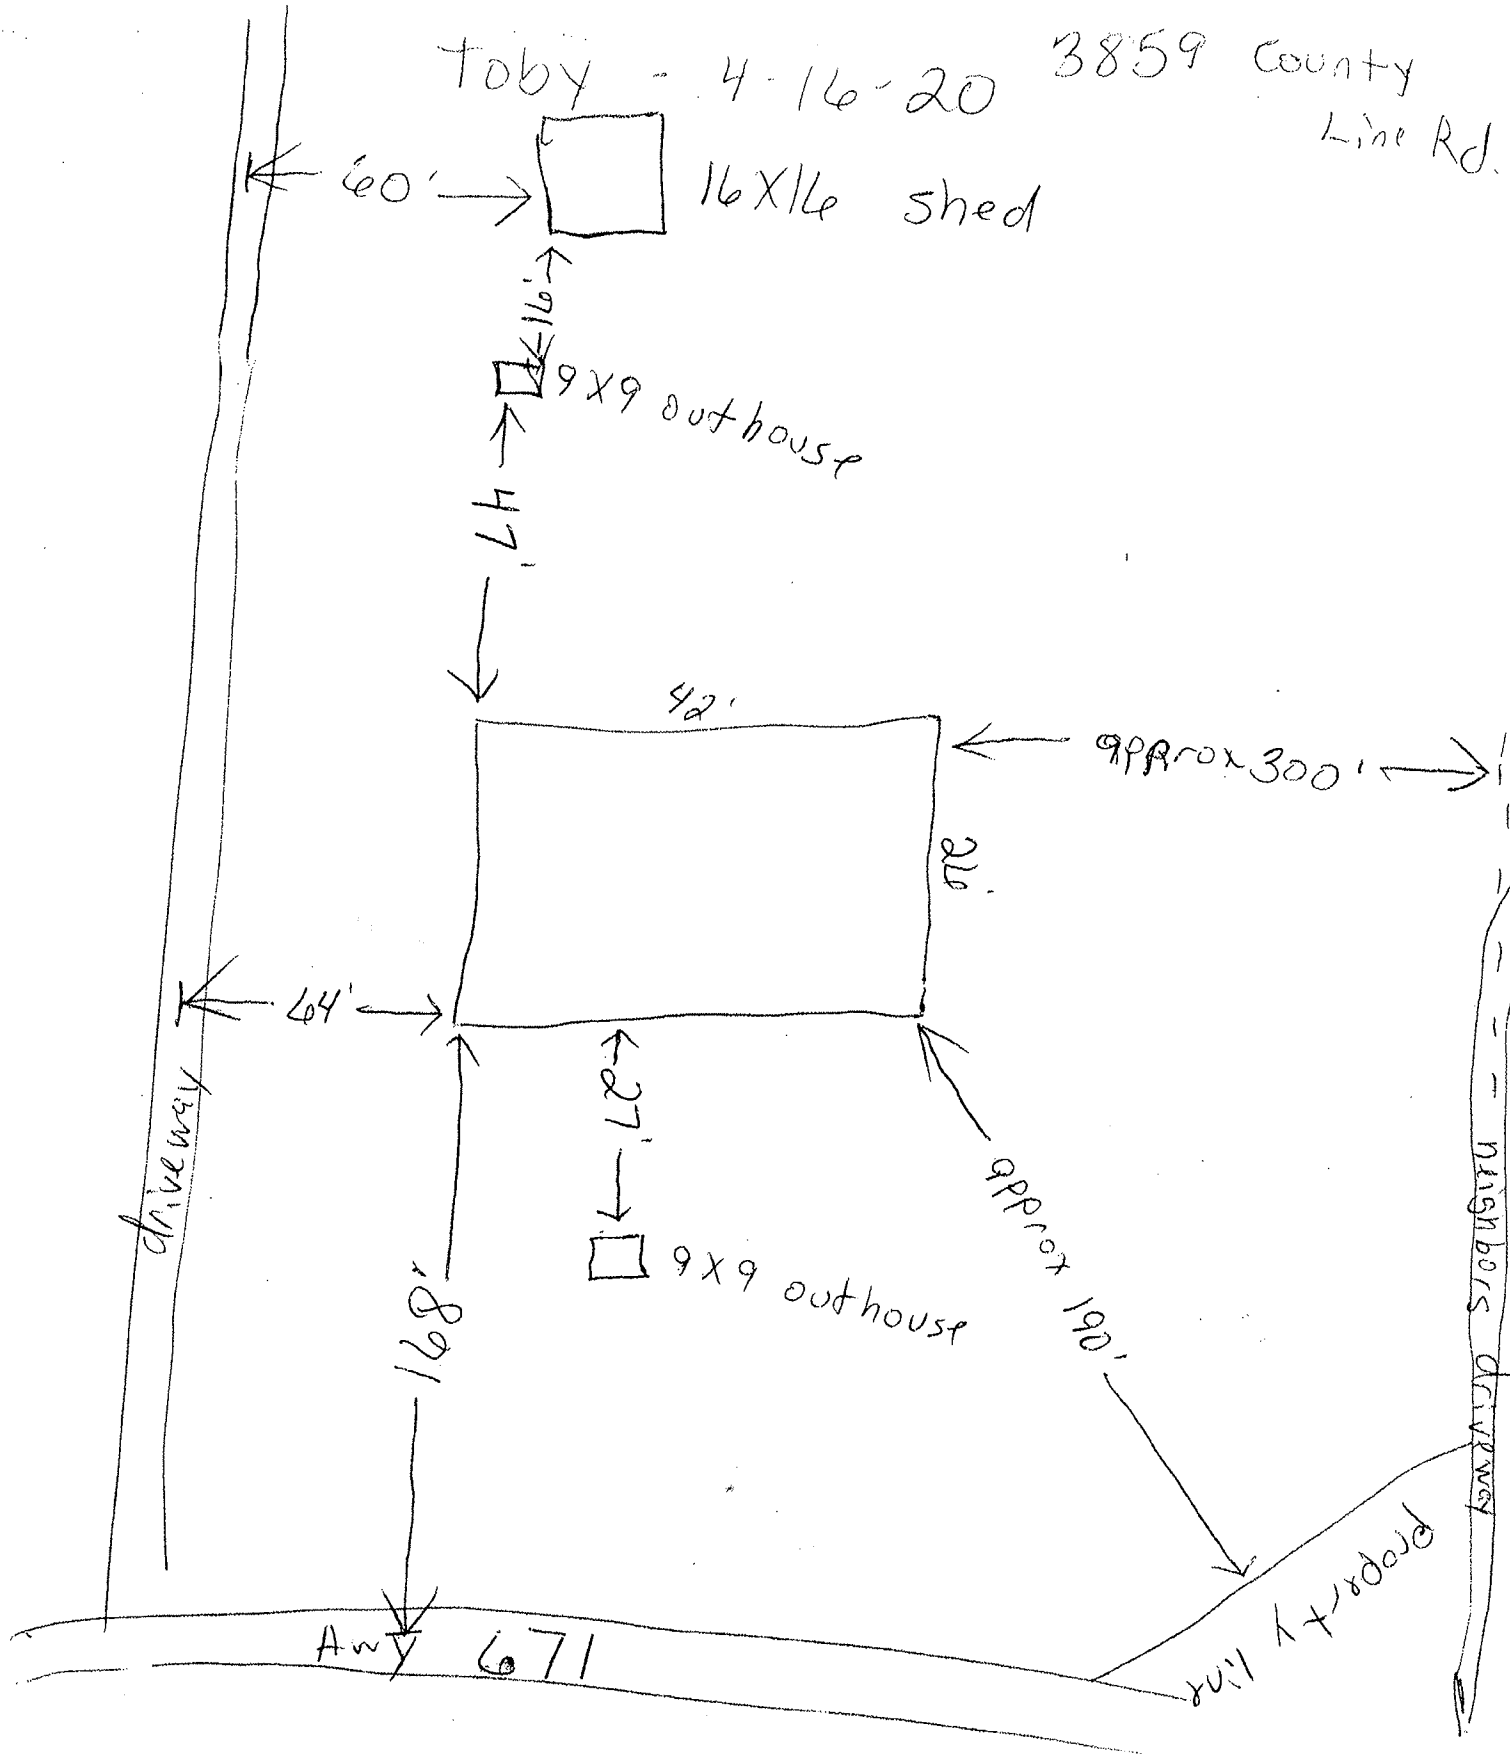 Toby - 4-16-20
3859 County
Line Rd.
60'
16X16 shed
16'
9X9 outhouse
47'
42'
approx 300'
26'
64'
27'
driveway
9X9 outhouse
168'
approx 190'
neighbors driveway
property line
Hwy 671